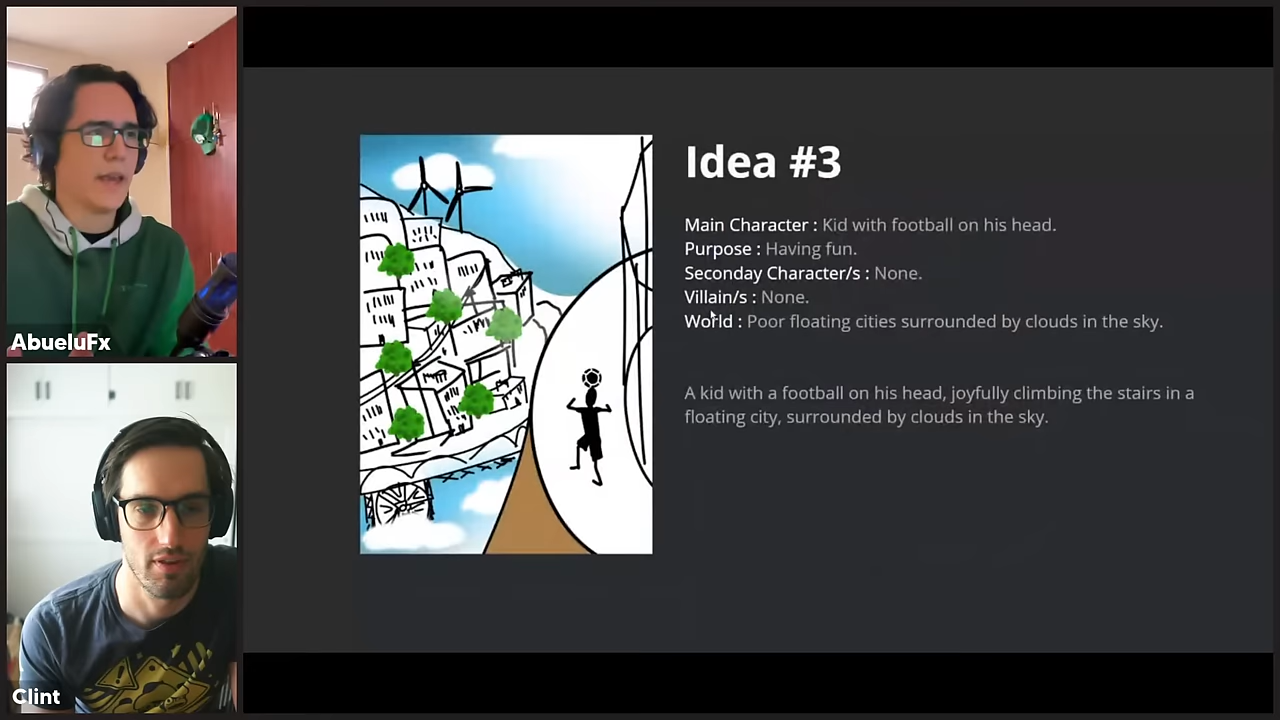 AbueluFx
Clint
Idea #3
Main Character : Kid with football on his head.
Purpose : Having fun.
Seconday Character/s : None.
Villain/s : None.
World : Poor floating cities surrounded by clouds in the sky.
A kid with a football on his head, joyfully climbing the stairs in a
floating city, surrounded by clouds in the sky.